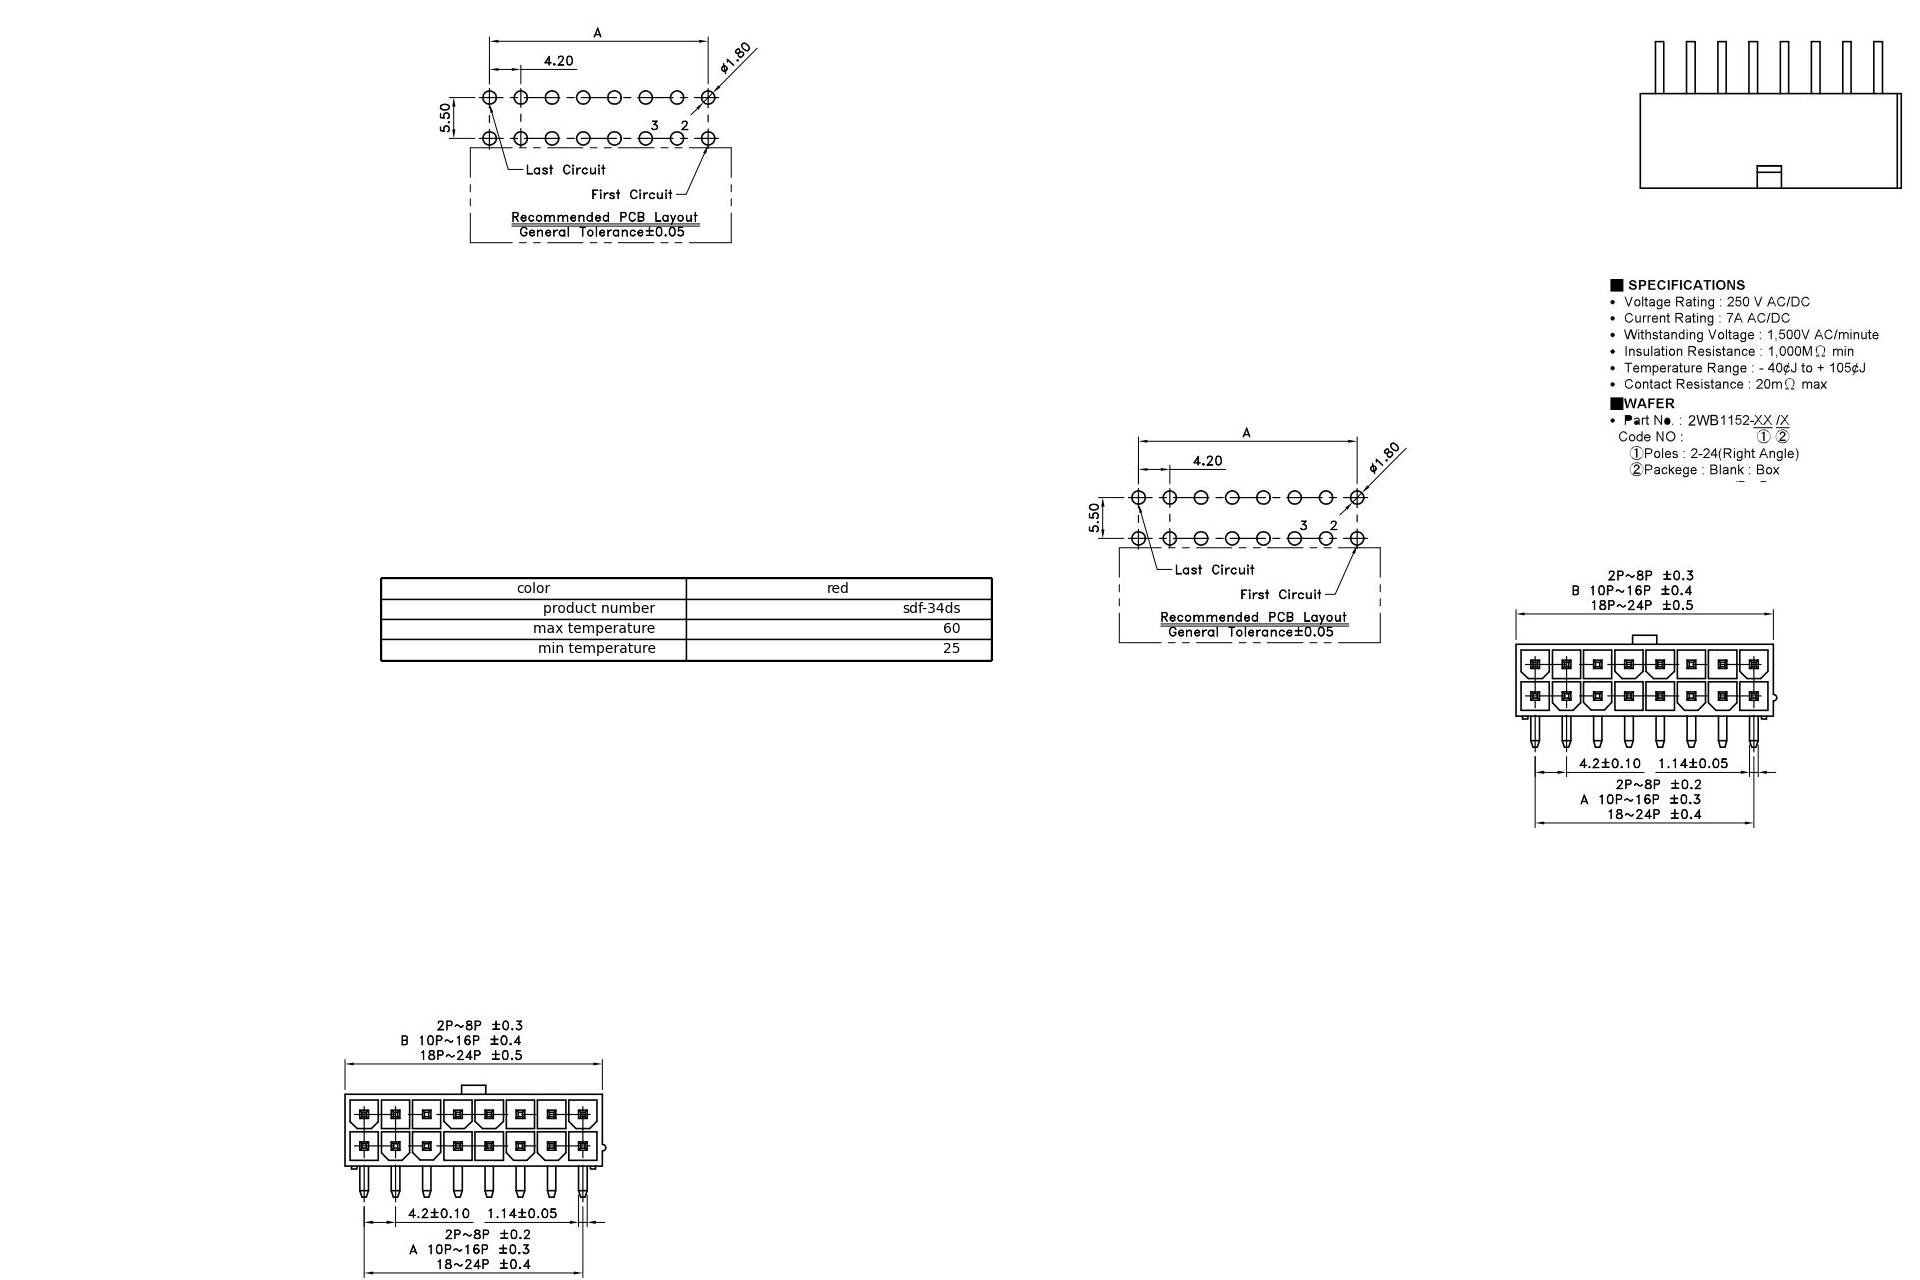 A
4.20
ø1.80
5.50
3 2
Last Circuit
First Circuit
Recommended PCB Layout
General Tolerance±0.05
■ SPECIFICATIONS
• Voltage Rating : 250 V AC/DC
• Current Rating : 7A AC/DC
• Withstanding Voltage : 1,500V AC/minute
• Insulation Resistance : 1,000MΩ min
• Temperature Range : - 40¢J to + 105¢J
• Contact Resistance : 20mΩ max
■WAFER
• Part No. : 2WB1152-XX /X
Code NO : ① ②
①Poles : 2-24(Right Angle)
②Packege : Blank : Box
A
4.20
ø1.80
5.50
3 2
Last Circuit
First Circuit
Recommended PCB Layout
General Tolerance±0.05
color red
product number sdf-34ds
max temperature 60
min temperature 25
2P~8P ±0.3
B 10P~16P ±0.4
18P~24P ±0.5
4.2±0.10 1.14±0.05
2P~8P ±0.2
A 10P~16P ±0.3
18~24P ±0.4
2P~8P ±0.3
B 10P~16P ±0.4
18P~24P ±0.5
4.2±0.10 1.14±0.05
2P~8P ±0.2
A 10P~16P ±0.3
18~24P ±0.4